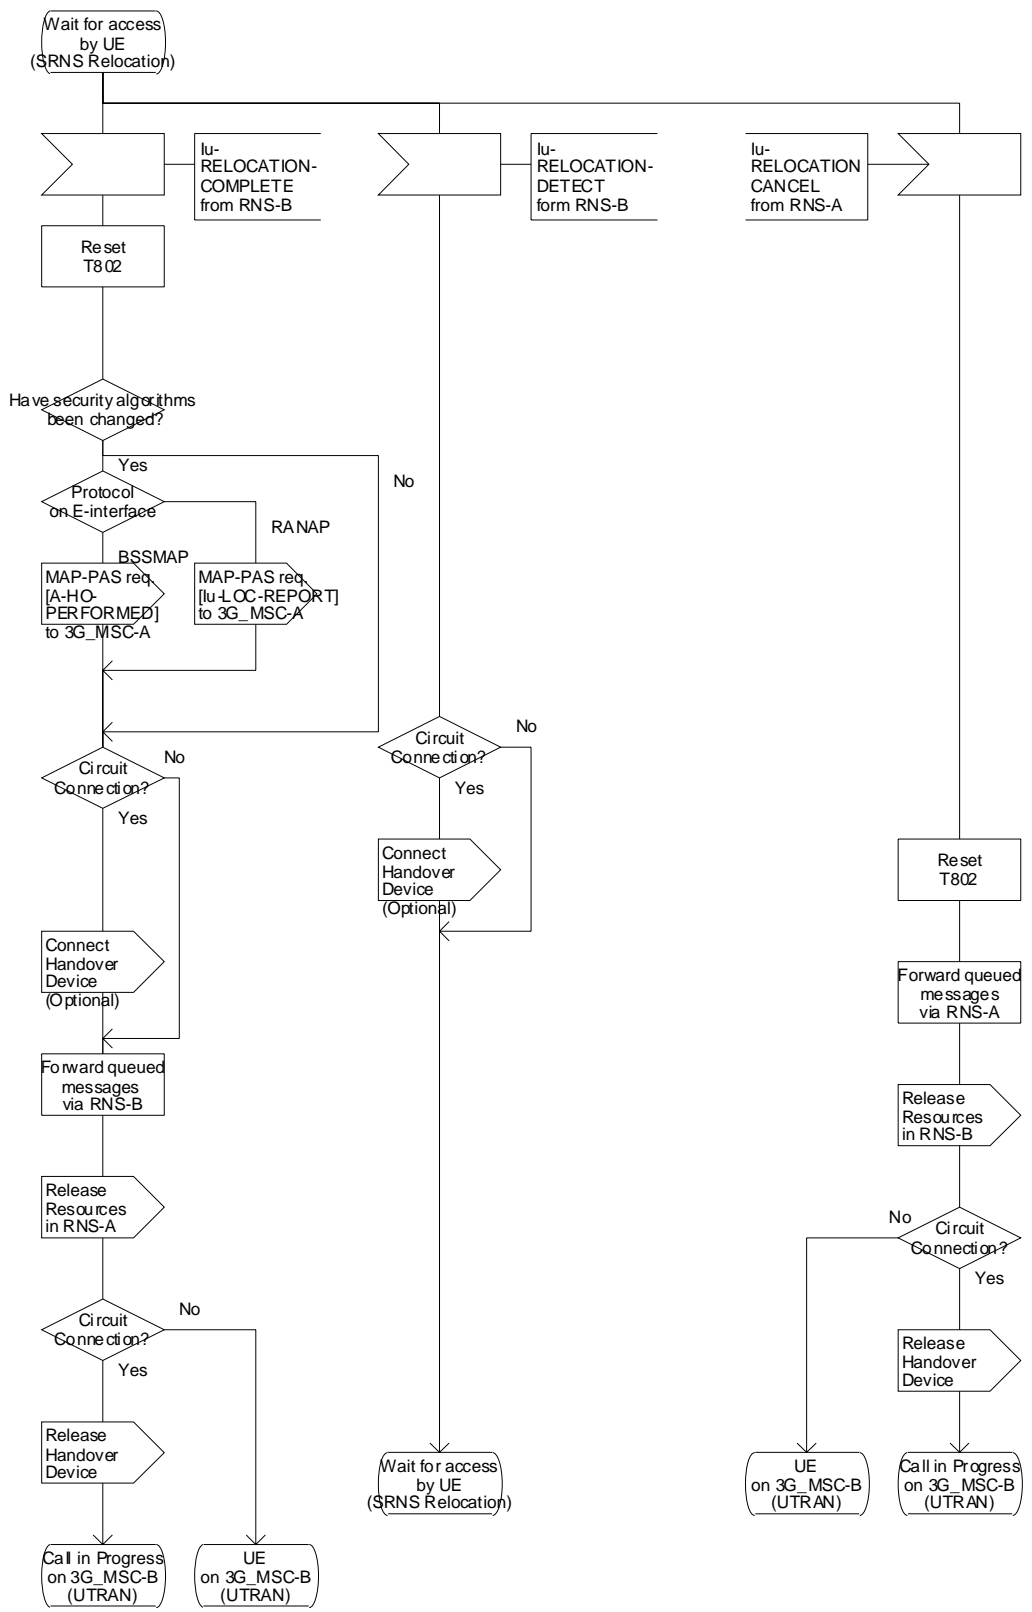 Wait for access
by UE
(SRNS Relocation)
Iu-
RELOCATION-
COMPLETE
from RNS-B
Iu-
RELOCATION-
DETECT
form RNS-B
Iu-
RELOCATION
CANCEL
from RNS-A
Reset
T802
Have security algorithms
been changed?
Yes
No
Protocol
on E-interface
RANAP
BSSMAP
MAP-PAS req.
[A-HO-
PERFORMED]
to 3G_MSC-A
MAP-PAS req.
[Iu-LOC-REPORT]
to 3G_MSC-A
Circuit
Connection?
No
Yes
Connect
Handover
Device
(Optional)
Forward queued
messages
via RNS-B
Release
Resources
in RNS-A
Circuit
Connection?
No
Yes
Release
Handover
Device
Call in Progress
on 3G_MSC-B
(UTRAN)
UE
on 3G_MSC-B
(UTRAN)
Circuit
Connection?
No
Yes
Connect
Handover
Device
(Optional)
Wait for access
by UE
(SRNS Relocation)
Reset
T802
Forward queued
messages
via RNS-A
Release
Resources
in RNS-B
No
Circuit
Connection?
Yes
Release
Handover
Device
UE
on 3G_MSC-B
(UTRAN)
Call in Progress
on 3G_MSC-B
(UTRAN)